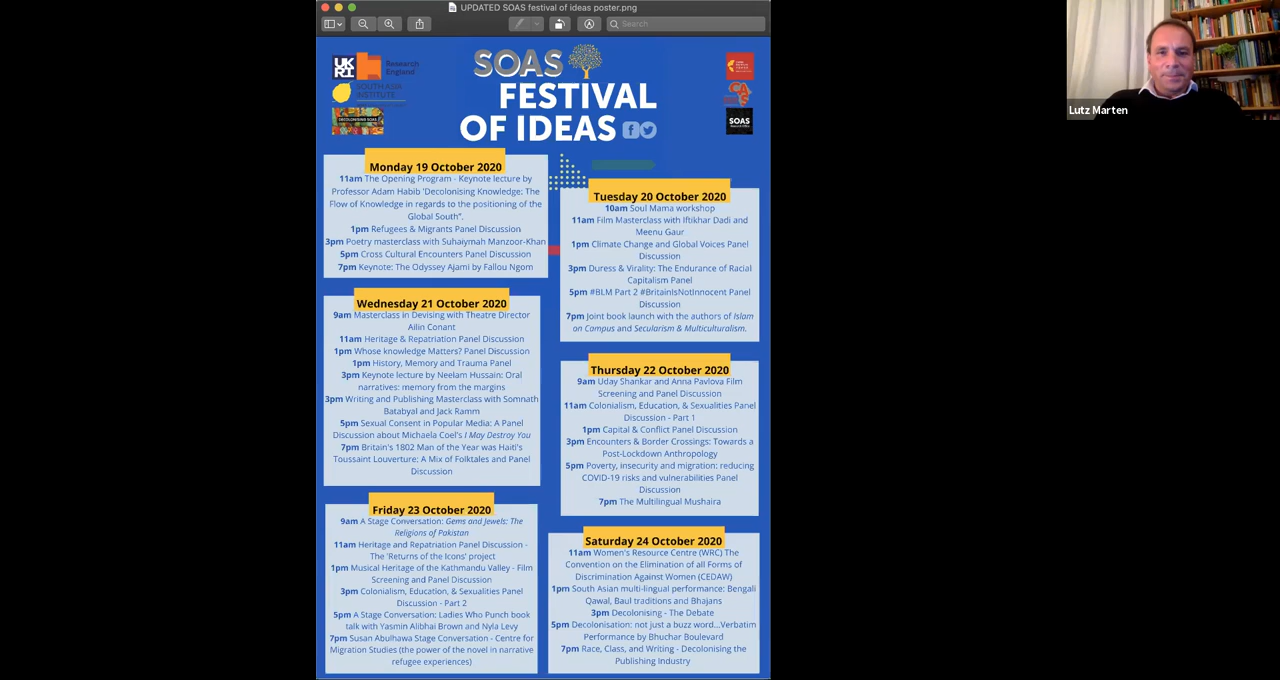 UPDATED SOAS festival of ideas poster.png
Search
Lutz Marten
UK
RI
Research
England
SOUTH ASIA
INSTITUTE
DECOLONISING SOAS
SOAS
FESTIVAL
OF IDEAS
CAS
SOAS
Monday 19 October 2020
11am The Opening Program - Keynote lecture by
Professor Adam Habib 'Decolonising Knowledge: The
Flow of Knowledge in regards to the positioning of the
Global South".
1pm Refugees & Migrants Panel Discussion
3pm Poetry masterclass with Suhaiymah Manzoor-Khan
5pm Cross Cultural Encounters Panel Discussion
7pm Keynote: The Odyssey Ajami by Fallou Ngom
Tuesday 20 October 2020
10am Soul Mama workshop
11am Film Masterclass with Iftikhar Dadi and
Meenu Gaur
1pm Climate Change and Global Voices Panel
Discussion
3pm Duress & Virality: The Endurance of Racial
Capitalism Panel
5pm #BLM Part 2 #BritainIsNotInnocent Panel
Discussion
7pm Joint book launch with the authors of Islam
on Campus and Secularism & Multiculturalism.
Wednesday 21 October 2020
9am Masterclass in Devising with Theatre Director
Ailin Conant
11am Heritage & Repatriation Panel Discussion
1pm Whose knowledge Matters? Panel Discussion
1pm History, Memory and Trauma Panel
3pm Keynote lecture by Neelam Hussain: Oral
narratives: memory from the margins
3pm Writing and Publishing Masterclass with Somnath
Batabyal and Jack Ramm
5pm Sexual Consent in Popular Media: A Panel
Discussion about Michaela Coel's I May Destroy You
7pm Britain's 1802 Man of the Year was Haiti's
Toussaint Louverture: A Mix of Folktales and Panel
Discussion
Thursday 22 October 2020
9am Uday Shankar and Anna Pavlova Film
Screening and Panel Discussion
11am Colonialism, Education, & Sexualities Panel
Discussion - Part 1
1pm Capital & Conflict Panel Discussion
3pm Encounters & Border Crossings: Towards a
Post-Lockdown Anthropology
5pm Poverty, insecurity and migration: reducing
COVID-19 risks and vulnerabilities Panel
Discussion
7pm The Multilingual Mushaira
Friday 23 October 2020
9am A Stage Conversation: Gems and Jewels: The
Religions of Pakistan
11am Heritage and Repatriation Panel Discussion -
The 'Returns of the Icons' project
1pm Musical Heritage of the Kathmandu Valley - Film
Screening and Panel Discussion
3pm Colonialism, Education, & Sexualities Panel
Discussion - Part 2
5pm A Stage Conversation: Ladies Who Punch book
talk with Yasmin Alibhai Brown and Nyla Levy
7pm Susan Abulhawa Stage Conversation - Centre for
Migration Studies (the power of the novel in narrative
refugee experiences)
Saturday 24 October 2020
11am Women's Resource Centre (WRC) The
Convention on the Elimination of all Forms of
Discrimination Against Women (CEDAW)
1pm South Asian multi-lingual performance: Bengali
Qawal, Baul traditions and Bhajans
3pm Decolonising - The Debate
5pm Decolonisation: not just a buzz word...Verbatim
Performance by Bhuchar Boulevard
7pm Race, Class, and Writing - Decolonising the
Publishing Industry